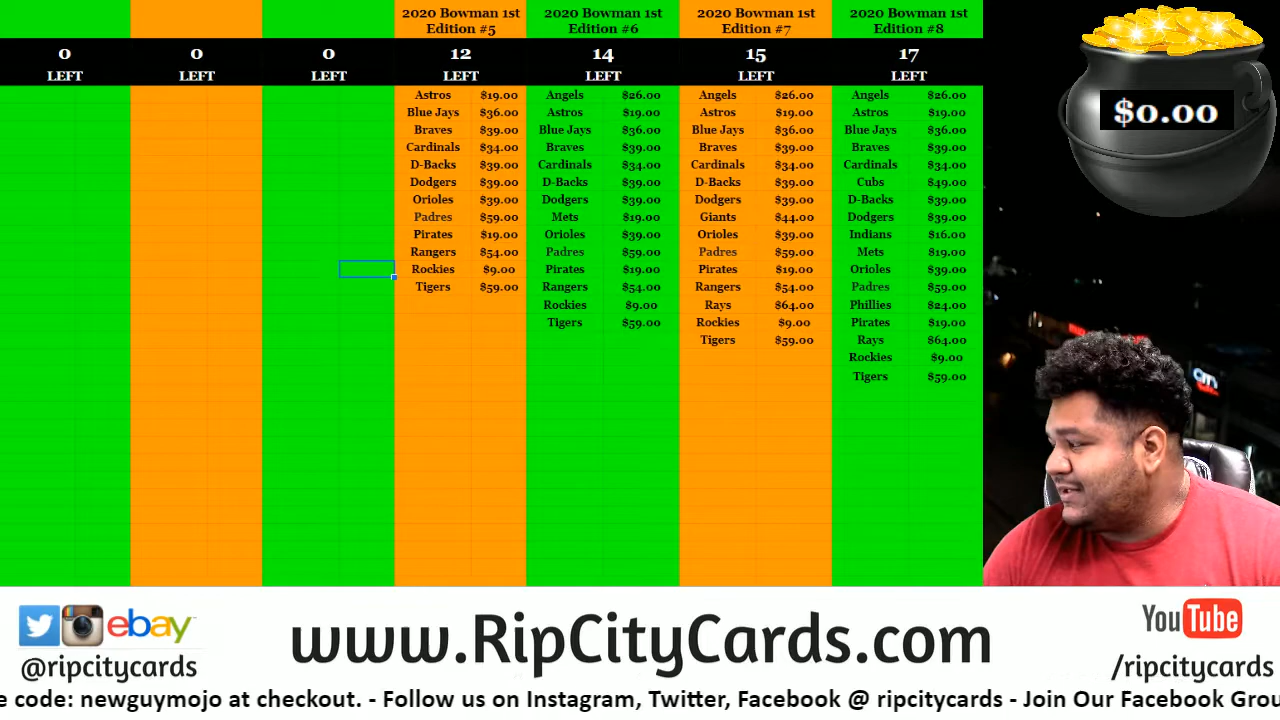 2020 Bowman 1st Edition #5
2020 Bowman 1st Edition #6
2020 Bowman 1st Edition #7
2020 Bowman 1st Edition #8
0 LEFT
0 LEFT
0 LEFT
12 LEFT
14 LEFT
15 LEFT
17 LEFT
Astros $19.00
Blue Jays $36.00
Braves $39.00
Cardinals $34.00
D-Backs $39.00
Dodgers $39.00
Orioles $39.00
Padres $59.00
Pirates $19.00
Rangers $54.00
Rockies $9.00
Tigers $59.00
Angels $26.00
Astros $19.00
Blue Jays $36.00
Braves $39.00
Cardinals $34.00
D-Backs $39.00
Dodgers $39.00
Mets $19.00
Orioles $39.00
Padres $59.00
Pirates $19.00
Rangers $54.00
Rockies $9.00
Tigers $59.00
Angels $26.00
Astros $19.00
Blue Jays $36.00
Braves $39.00
Cardinals $34.00
D-Backs $39.00
Dodgers $39.00
Giants $44.00
Orioles $39.00
Padres $59.00
Pirates $19.00
Rangers $54.00
Rays $64.00
Rockies $9.00
Tigers $59.00
Angels $26.00
Astros $19.00
Blue Jays $36.00
Braves $39.00
Cardinals $34.00
Cubs $49.00
D-Backs $39.00
Dodgers $39.00
Indians $16.00
Mets $19.00
Orioles $39.00
Padres $59.00
Phillies $24.00
Pirates $19.00
Rays $64.00
Rockies $9.00
Tigers $59.00
$0.00
citi
ebay
@ripcitycards
www.RipCityCards.com
YouTube
/ripcitycards
e code: newguymojo at checkout. - Follow us on Instagram, Twitter, Facebook @ ripcitycards - Join Our Facebook Grou